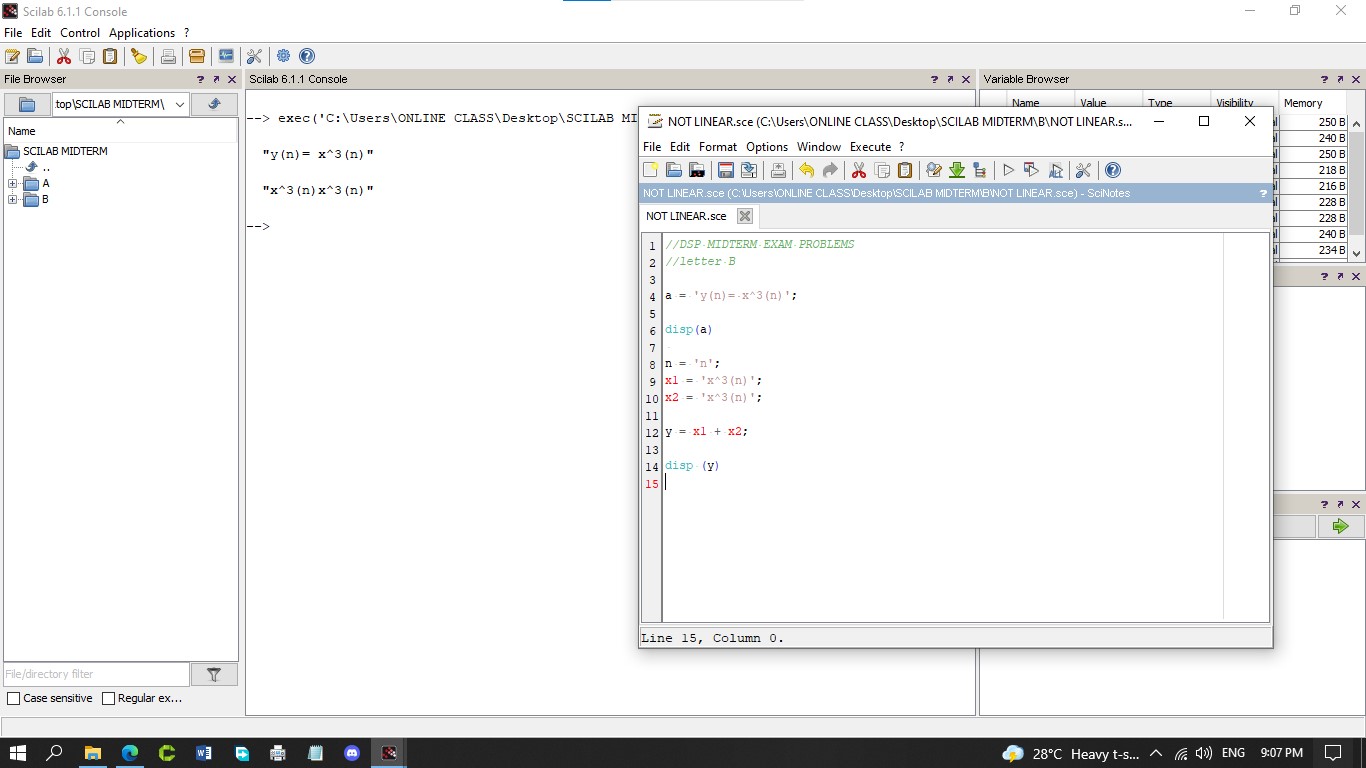 Scilab 6.1.1 Console
File Edit Control Applications ?
File Browser ? 
top\SCILAB MIDTERM\
Name
SCILAB MIDTERM
..
A
B
File/directory filter
Case sensitive Regular ex...
Scilab 6.1.1 Console ?
--> exec('C:\Users\ONLINE CLASS\Desktop\SCILAB MI
"y(n)= x^3(n)"
"x^3(n)x^3(n)"
-->
Variable Browser ?
Name Value Type Visibility Memory
al 250 B
al 240 B
al 250 B
al 218 B
al 216 B
al 228 B
al 228 B
al 240 B
al 234 B
?
?
NOT LINEAR.sce (C:\Users\ONLINE CLASS\Desktop\SCILAB MIDTERM\B\NOT LINEAR.s...
File Edit Format Options Window Execute ?
NOT LINEAR.sce (C:\Users\ONLINE CLASS\Desktop\SCILAB MIDTERM\B\NOT LINEAR.sce) - SciNotes ?
NOT LINEAR.sce
1 //DSP MIDTERM EXAM PROBLEMS
2 //letter B
3
4 a = 'y(n)= x^3(n)';
5
6 disp(a)
7
8 n = 'n';
9 x1 = 'x^3(n)';
10 x2 = 'x^3(n)';
11
12 y = x1 + x2;
13
14 disp (y)
15
Line 15, Column 0.
28°C Heavy t-s... ENG 9:07 PM